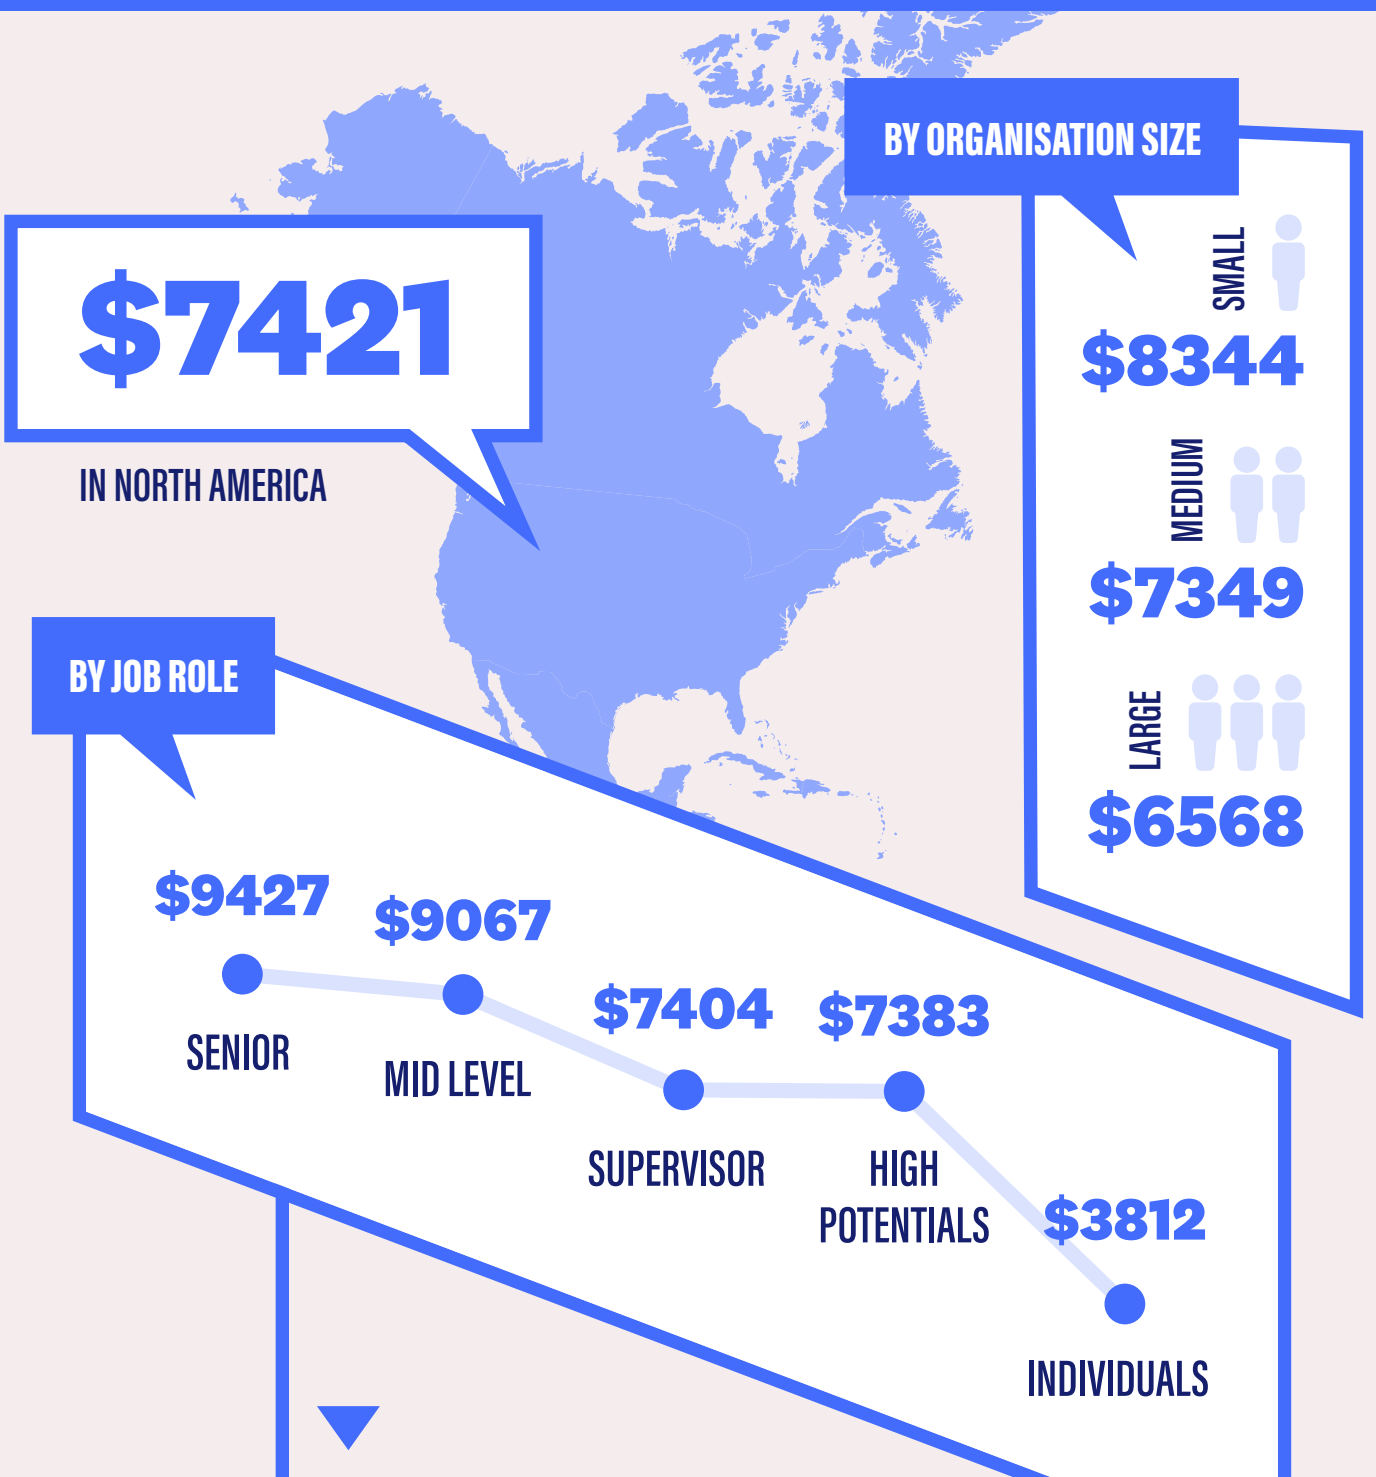 BY ORGANISATION SIZE
SMALL
$8344
MEDIUM
$7349
LARGE
$6568
$7421
IN NORTH AMERICA
BY JOB ROLE
$9427
SENIOR
$9067
MID LEVEL
$7404
SUPERVISOR
$7383
HIGH
POTENTIALS
$3812
INDIVIDUALS